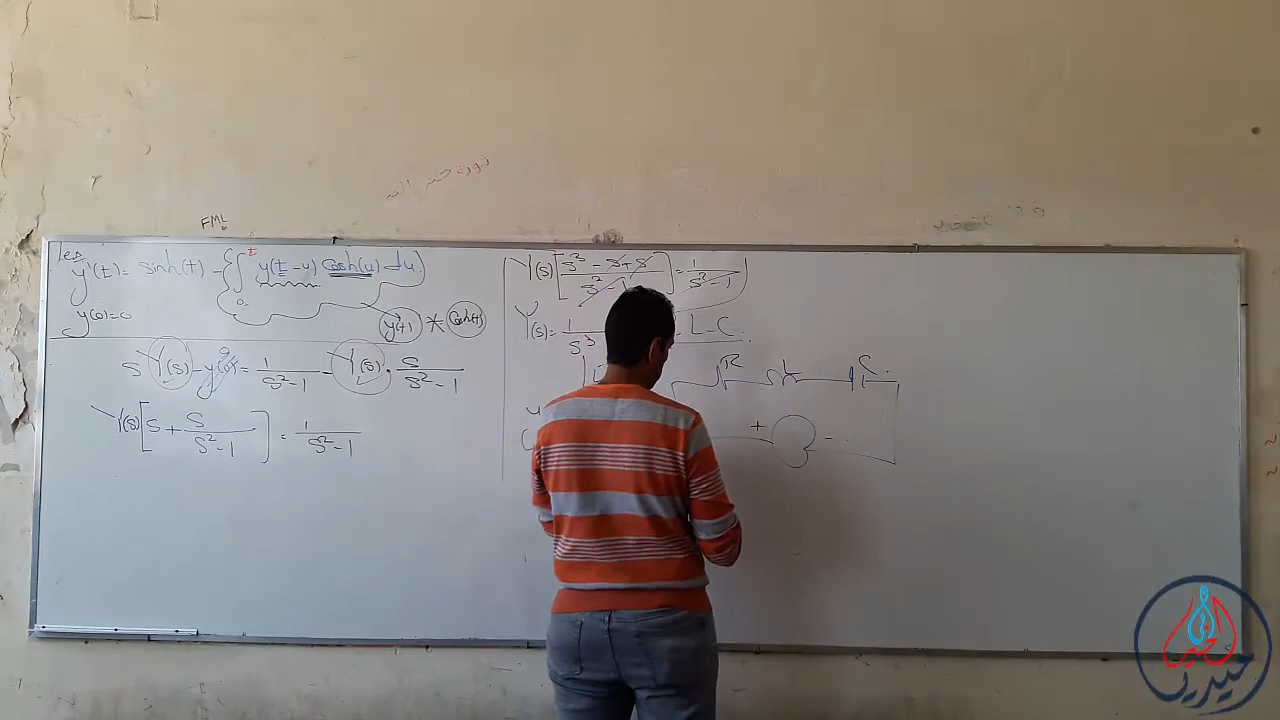 FML
y'(t) = sinh(t) - { ∫₀ᵗ y(t-u) Cosh(u) du }
y(0)=0
y(t) * Cosh(t)
s Y(s) - y(0) = 1/(s²-1) - Y(s) · s/(s²-1)
Y(s) [ s + s/(s²-1) ] = 1/(s²-1)
Y(s) [ (s³ - s + s)/(s² - 1) ] = 1/(s²-1)
Y(s) = 1/s³
L-C.
R L C.
+ -
حيدر